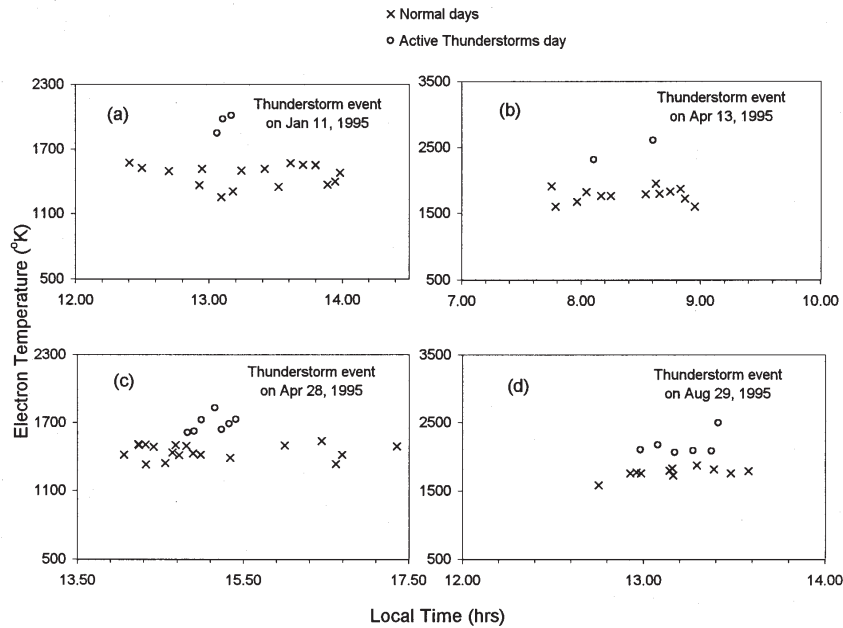 × Normal days
o Active Thunderstorms day
Electron Temperature (°K)
2300
1700
1100
500
(a)
Thunderstorm event
on Jan 11, 1995
12.00 13.00 14.00
3500
2500
1500
500
(b)
Thunderstorm event
on Apr 13, 1995
7.00 8.00 9.00 10.00
2300
1700
1100
500
(c)
Thunderstorm event
on Apr 28, 1995
13.50 15.50 17.50
3500
2500
1500
500
(d)
Thunderstorm event
on Aug 29, 1995
12.00 13.00 14.00
Local Time (hrs)